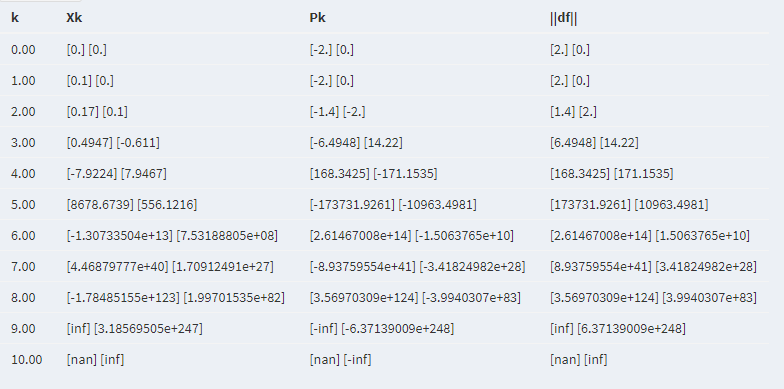 k Xk Pk ||df||
0.00 [0.] [0.] [-2.] [0.] [2.] [0.]
1.00 [0.1] [0.] [-2.] [0.] [2.] [0.]
2.00 [0.17] [0.1] [-1.4] [-2.] [1.4] [2.]
3.00 [0.4947] [-0.611] [-6.4948] [14.22] [6.4948] [14.22]
4.00 [-7.9224] [7.9467] [168.3425] [-171.1535] [168.3425] [171.1535]
5.00 [8678.6739] [556.1216] [-173731.9261] [-10963.4981] [173731.9261] [10963.4981]
6.00 [-1.30733504e+13] [7.53188805e+08] [2.61467008e+14] [-1.5063765e+10] [2.61467008e+14] [1.5063765e+10]
7.00 [4.46879777e+40] [1.70912491e+27] [-8.93759554e+41] [-3.41824982e+28] [8.93759554e+41] [3.41824982e+28]
8.00 [-1.78485155e+123] [1.99701535e+82] [3.56970309e+124] [-3.9940307e+83] [3.56970309e+124] [3.9940307e+83]
9.00 [inf] [3.18569505e+247] [-inf] [-6.37139009e+248] [inf] [6.37139009e+248]
10.00 [nan] [inf] [nan] [-inf] [nan] [inf]